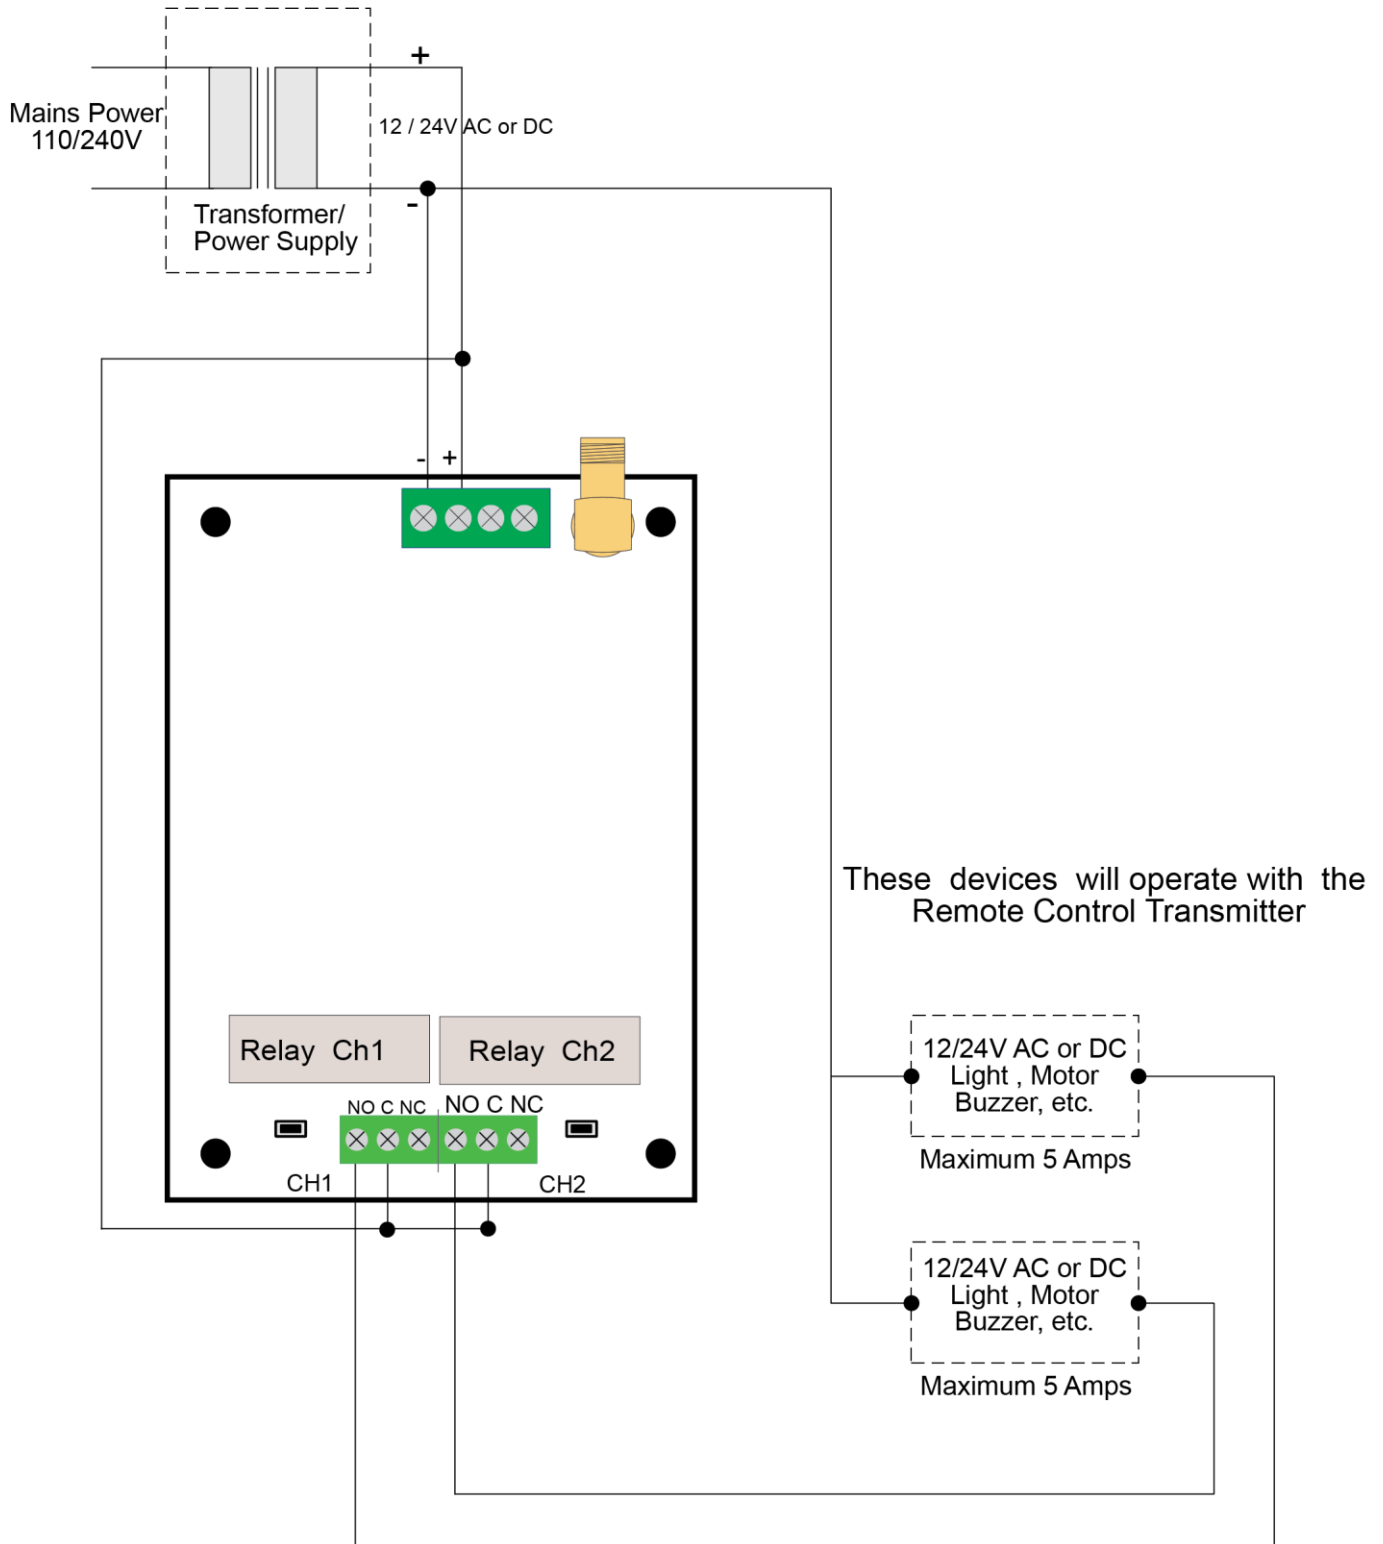 +
Mains Power
110/240V
12 / 24V AC or DC
-
Transformer/
Power Supply
- +
These devices will operate with the
Remote Control Transmitter
Relay Ch1
Relay Ch2
12/24V AC or DC
Light , Motor
Buzzer, etc.
NO C NC
NO C NC
Maximum 5 Amps
CH1
CH2
12/24V AC or DC
Light , Motor
Buzzer, etc.
Maximum 5 Amps